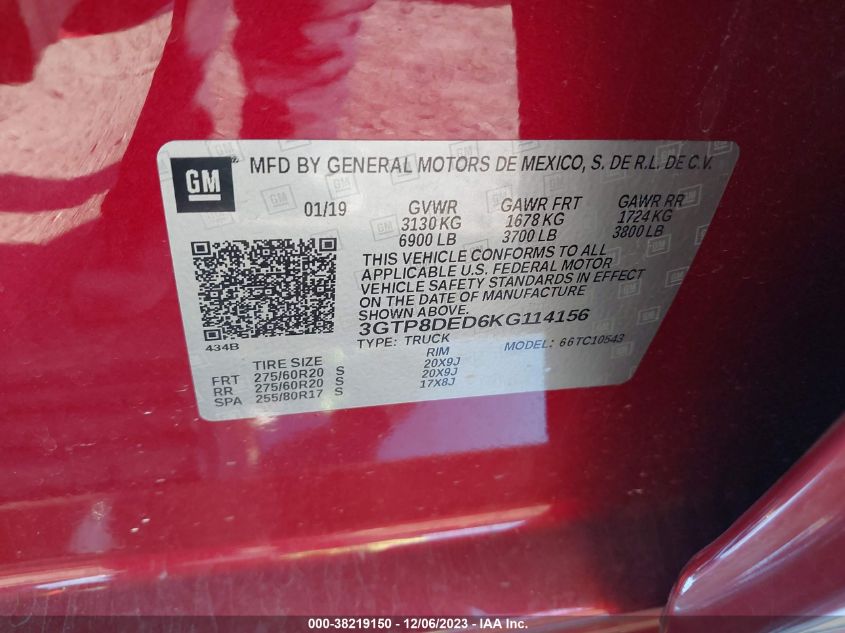 GM MFD BY GENERAL MOTORS DE MEXICO, S. DE R.L. DE C.V.
01/19 GVWR GAWR FRT GAWR RR
3130 KG 1678 KG 1724 KG
6900 LB 3700 LB 3800 LB
THIS VEHICLE CONFORMS TO ALL
APPLICABLE U.S. FEDERAL MOTOR
VEHICLE SAFETY STANDARDS IN EFFECT
ON THE DATE OF MANUFACTURE
SHOWN ABOVE.
3GTP8DED6KG114156
434B TYPE: TRUCK MODEL: 66TC10543
TIRE SIZE RIM
FRT 275/60R20 S 20X9J
RR 275/60R20 S 20X9J
SPA 255/80R17 S 17X8J
000-38219150 - 12/06/2023 - IAA Inc.